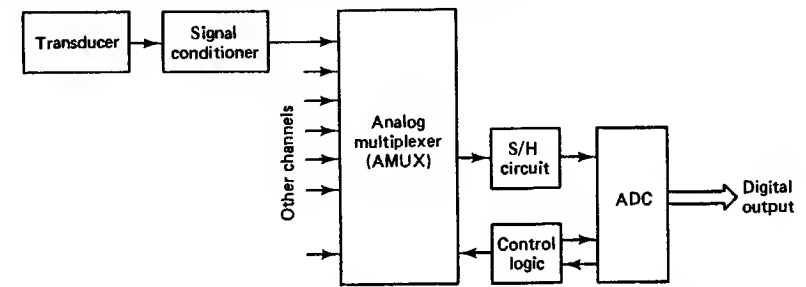 Transducer
Signal
conditioner
Other channels
Analog
multiplexer
(AMUX)
S/H
circuit
Control
logic
ADC
Digital
output